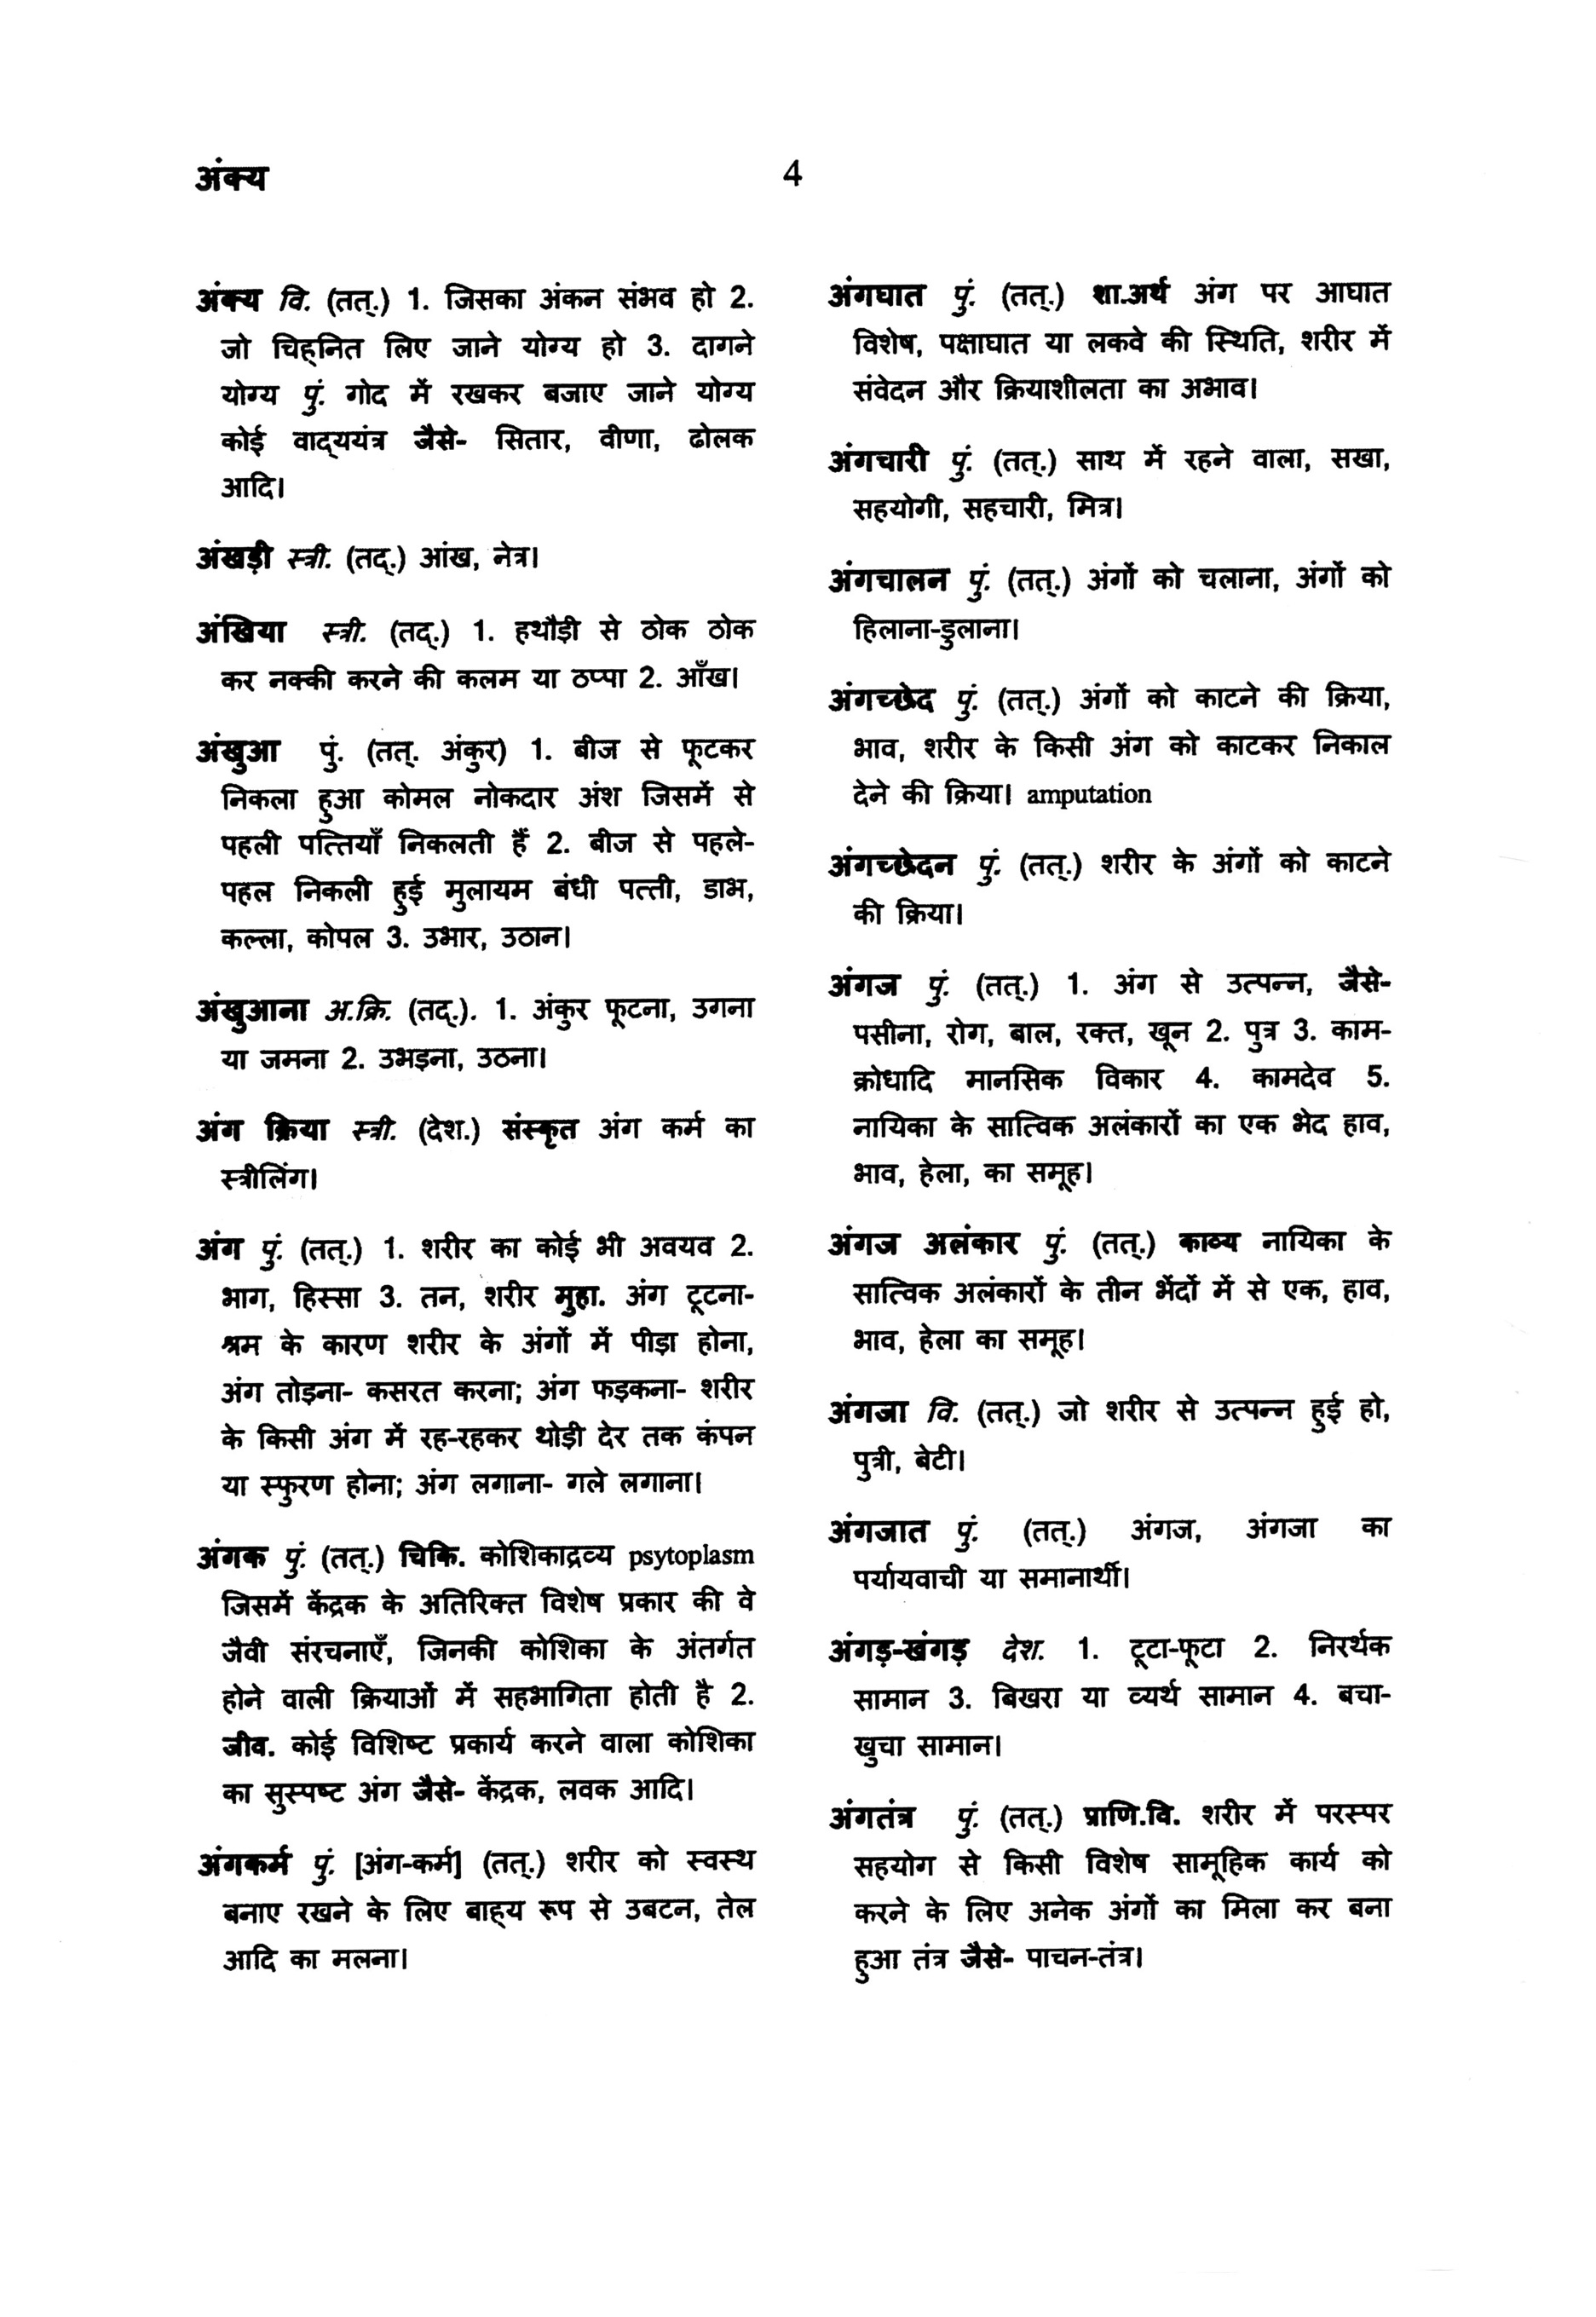 अंक्य
4
अंक्य वि. (तत्.) 1. जिसका अंकन संभव हो 2.
जो चिह्नित लिए जाने योग्य हो 3. दागने
योग्य पुं. गोद में रखकर बजाए जाने योग्य
कोई वाद्ययंत्र जैसे- सितार, वीणा, ढोलक
आदि।
अंखड़ी स्त्री. (तद्.) आंख, नेत्र।
अंखिया स्त्री. (तद्.) 1. हथौड़ी से ठोक ठोक
कर नक्की करने की कलम या ठप्पा 2. आँख।
अंखुआ पुं. (तत्. अंकुर) 1. बीज से फूटकर
निकला हुआ कोमल नोकदार अंश जिसमें से
पहली पत्तियाँ निकलती हैं 2. बीज से पहले-
पहल निकली हुई मुलायम बंधी पत्ती, डाभ,
कल्ला, कोपल 3. उभार, उठान।
अंखुआना अ.क्रि. (तद्.). 1. अंकुर फूटना, उगना
या जमना 2. उभड़ना, उठना।
अंग क्रिया स्त्री. (देश.) संस्कृत अंग कर्म का
स्त्रीलिंग।
अंग पुं. (तत्.) 1. शरीर का कोई भी अवयव 2.
भाग, हिस्सा 3. तन, शरीर मुहा. अंग टूटना-
श्रम के कारण शरीर के अंगों में पीड़ा होना,
अंग तोड़ना- कसरत करना; अंग फड़कना- शरीर
के किसी अंग में रह-रहकर थोड़ी देर तक कंपन
या स्फुरण होना; अंग लगाना- गले लगाना।
अंगक पुं. (तत्.) चिकि. कोशिकाद्रव्य psytoplasm
जिसमें केंद्रक के अतिरिक्त विशेष प्रकार की वे
जैवी संरचनाएँ, जिनकी कोशिका के अंतर्गत
होने वाली क्रियाओं में सहभागिता होती है 2.
जीव. कोई विशिष्ट प्रकार्य करने वाला कोशिका
का सुस्पष्ट अंग जैसे- केंद्रक, लवक आदि।
अंगकर्म पुं. [अंग-कर्म] (तत्.) शरीर को स्वस्थ
बनाए रखने के लिए बाह्य रूप से उबटन, तेल
आदि का मलना।
अंगघात पुं. (तत्.) शा.अर्थ अंग पर आघात
विशेष, पक्षाघात या लकवे की स्थिति, शरीर में
संवेदन और क्रियाशीलता का अभाव।
अंगचारी पुं. (तत्.) साथ में रहने वाला, सखा,
सहयोगी, सहचारी, मित्र।
अंगचालन पुं. (तत्.) अंगों को चलाना, अंगों को
हिलाना-डुलाना।
अंगच्छेद पुं. (तत्.) अंगों को काटने की क्रिया,
भाव, शरीर के किसी अंग को काटकर निकाल
देने की क्रिया। amputation
अंगच्छेदन पुं. (तत्.) शरीर के अंगों को काटने
की क्रिया।
अंगज पुं. (तत्.) 1. अंग से उत्पन्न, जैसे-
पसीना, रोग, बाल, रक्त, खून 2. पुत्र 3. काम-
क्रोधादि मानसिक विकार 4. कामदेव 5.
नायिका के सात्विक अलंकारों का एक भेद हाव,
भाव, हेला, का समूह।
अंगज अलंकार पुं. (तत्.) काव्य नायिका के
सात्विक अलंकारों के तीन भेंदों में से एक, हाव,
भाव, हेला का समूह।
अंगजा वि. (तत्.) जो शरीर से उत्पन्न हुई हो,
पुत्री, बेटी।
अंगजात पुं. (तत्.) अंगज, अंगजा का
पर्यायवाची या समानार्थी।
अंगड़-खंगड़ देश. 1. टूटा-फूटा 2. निरर्थक
सामान 3. बिखरा या व्यर्थ सामान 4. बचा-
खुचा सामान।
अंगतंत्र पुं. (तत्.) प्राणि.वि. शरीर में परस्पर
सहयोग से किसी विशेष सामूहिक कार्य को
करने के लिए अनेक अंगों का मिला कर बना
हुआ तंत्र जैसे- पाचन-तंत्र।